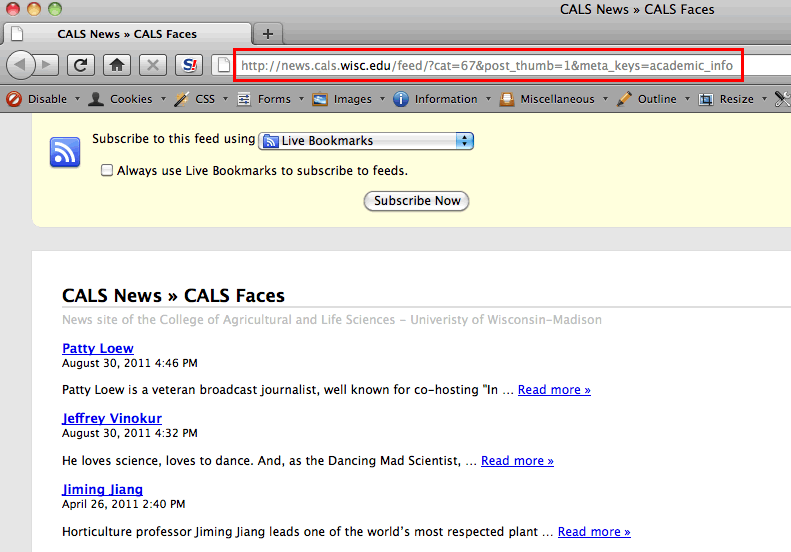 CALS News » CALS Faces
CALS News » CALS Faces
+
S!
http://news.cals.wisc.edu/feed/?cat=67&post_thumb=1&meta_keys=academic_info
Disable Cookies CSS Forms Images Information Miscellaneous Outline Resize
Subscribe to this feed using Live Bookmarks
Always use Live Bookmarks to subscribe to feeds.
Subscribe Now
CALS News » CALS Faces
News site of the College of Agricultural and Life Sciences – Univeristy of Wisconsin–Madison
Patty Loew
August 30, 2011 4:46 PM
Patty Loew is a veteran broadcast journalist, well known for co-hosting "In ... Read more »
Jeffrey Vinokur
August 30, 2011 4:32 PM
He loves science, loves to dance. And, as the Dancing Mad Scientist, ... Read more »
Jiming Jiang
April 26, 2011 2:40 PM
Horticulture professor Jiming Jiang leads one of the world’s most respected plant ... Read more »